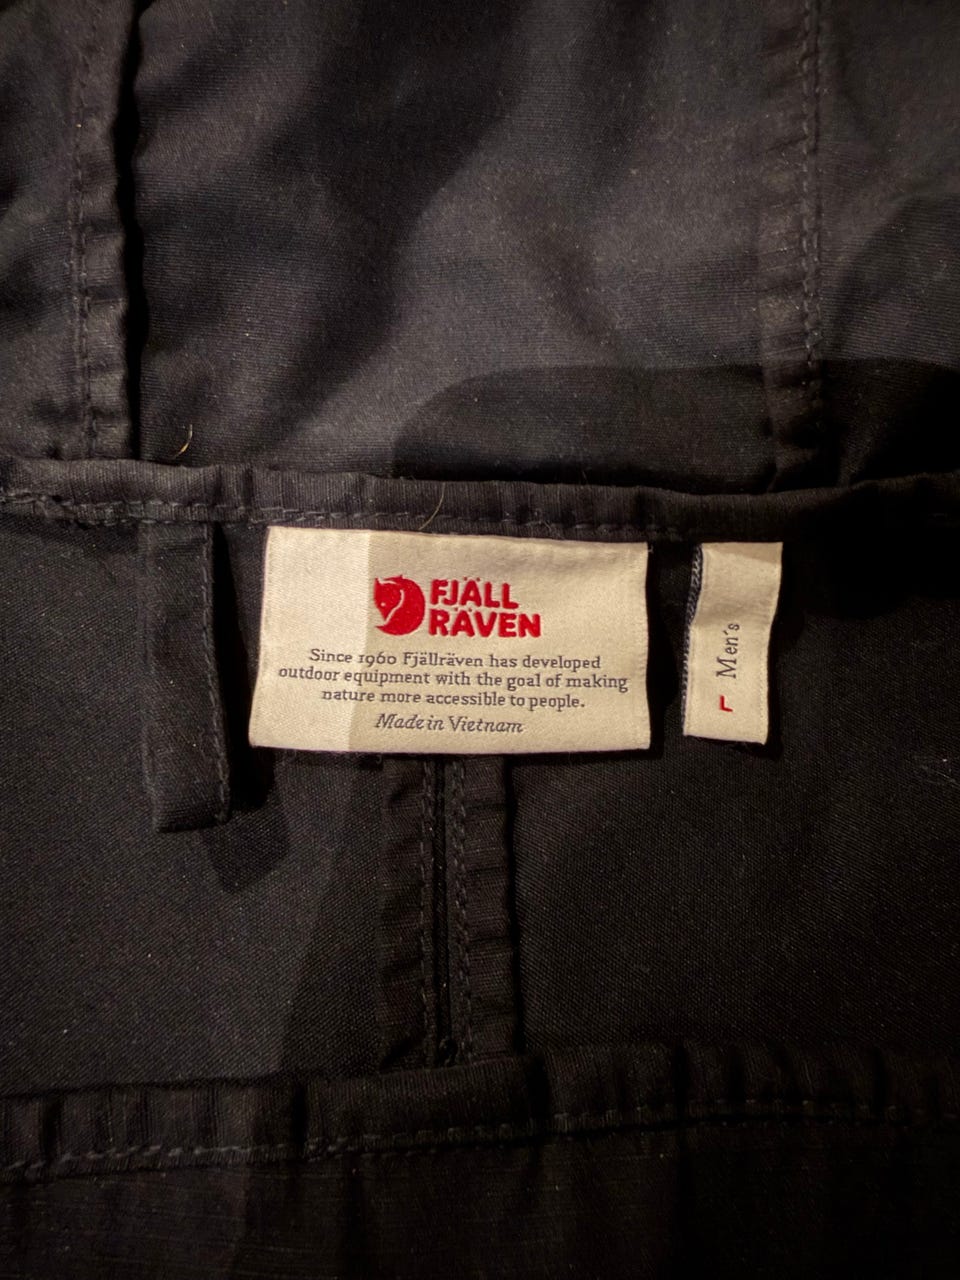 FJÄLL
RÄVEN
Since 1960 Fjällräven has developed
outdoor equipment with the goal of making
nature more accessible to people.
Made in Vietnam
Men's
L